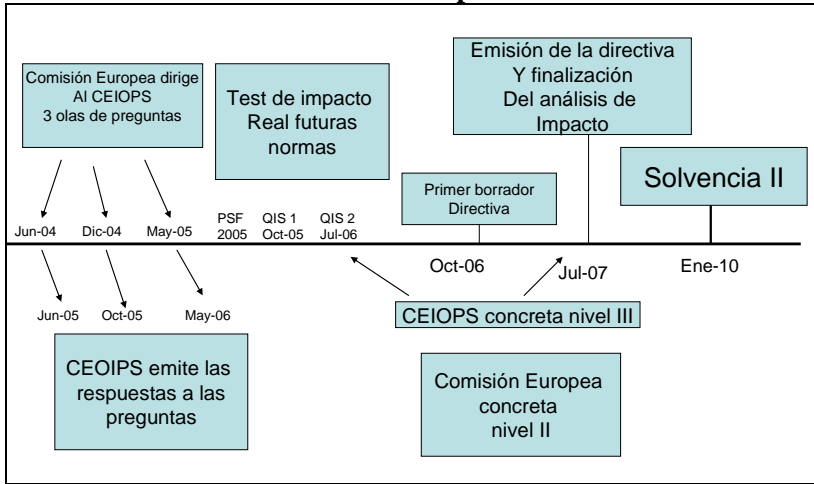 Comisión Europea dirige
Al CEIOPS
3 olas de preguntas
Test de impacto
Real futuras
normas
Emisión de la directiva
Y finalización
Del análisis de
Impacto
Primer borrador
Directiva
Solvencia II
Jun-04
Dic-04
May-05
PSF
2005
QIS 1
Oct-05
QIS 2
Jul-06
Oct-06
Jul-07
Ene-10
Jun-05
Oct-05
May-06
CEIOPS concreta nivel III
CEOIPS emite las
respuestas a las
preguntas
Comisión Europea
concreta
nivel II